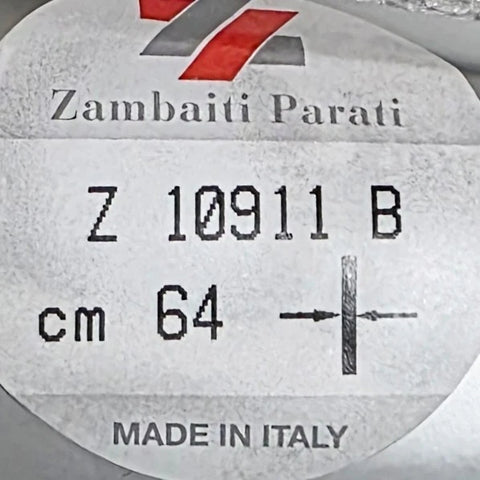 Zambaiti Parati
Z 10911 B
cm 64
MADE IN ITALY